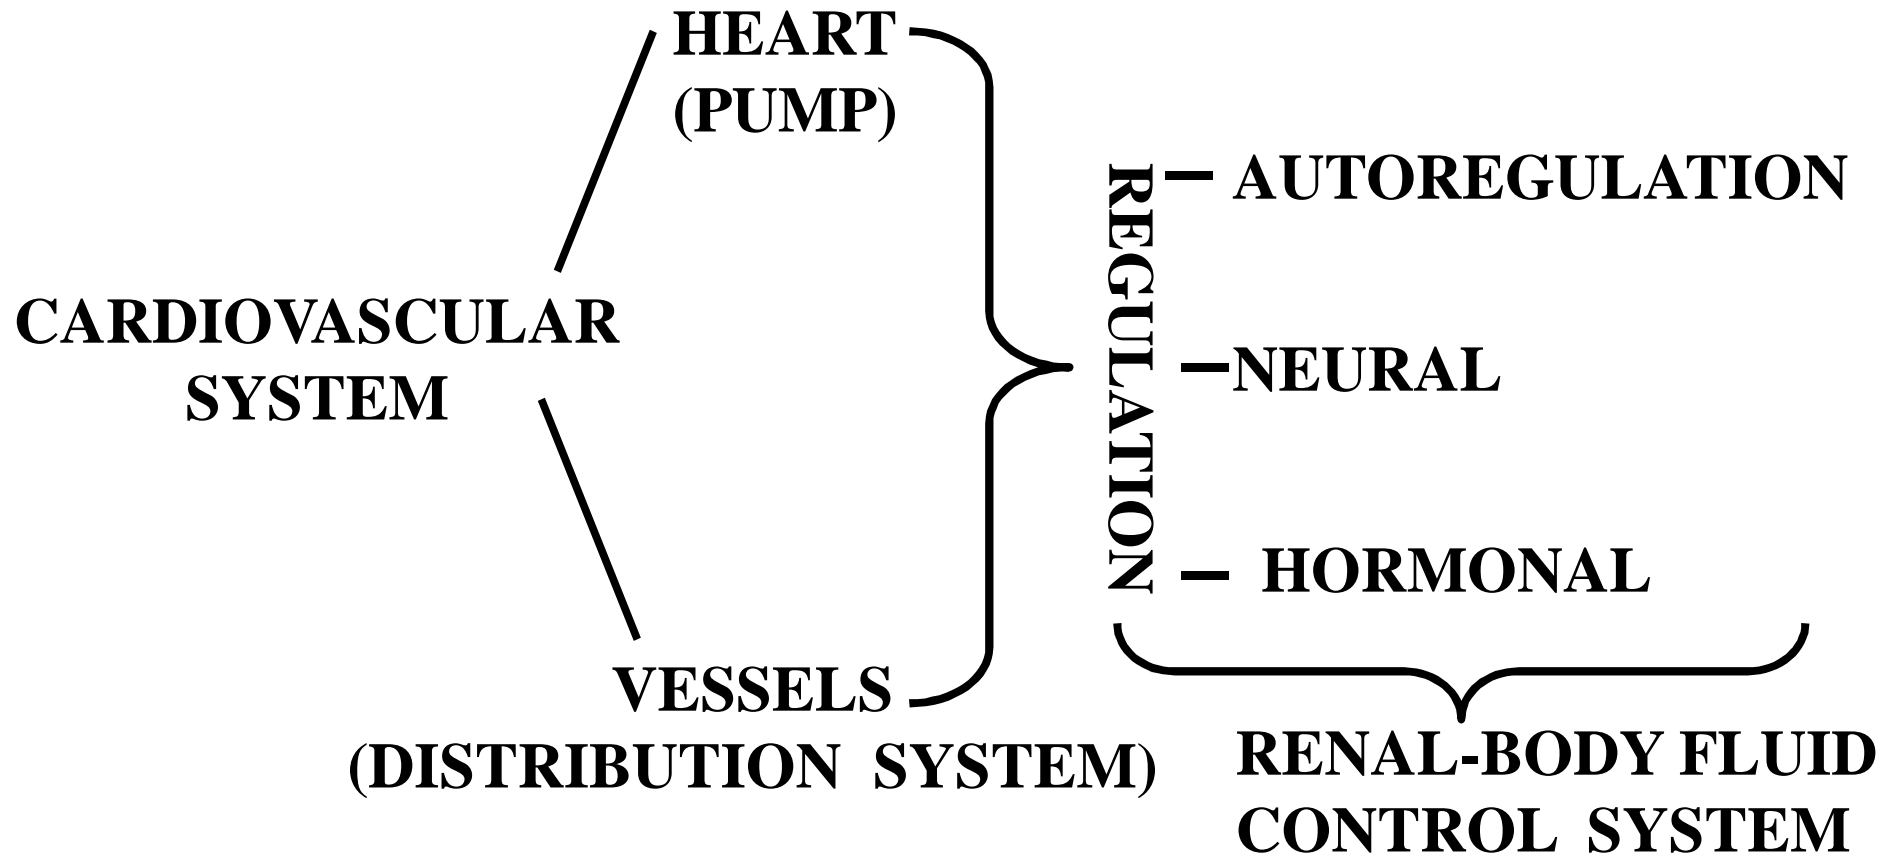 HEART
(PUMP)
CARDIOVASCULAR
SYSTEM
VESSELS
(DISTRIBUTION SYSTEM)
REGULATION
AUTOREGULATION
NEURAL
HORMONAL
RENAL-BODY FLUID
CONTROL SYSTEM